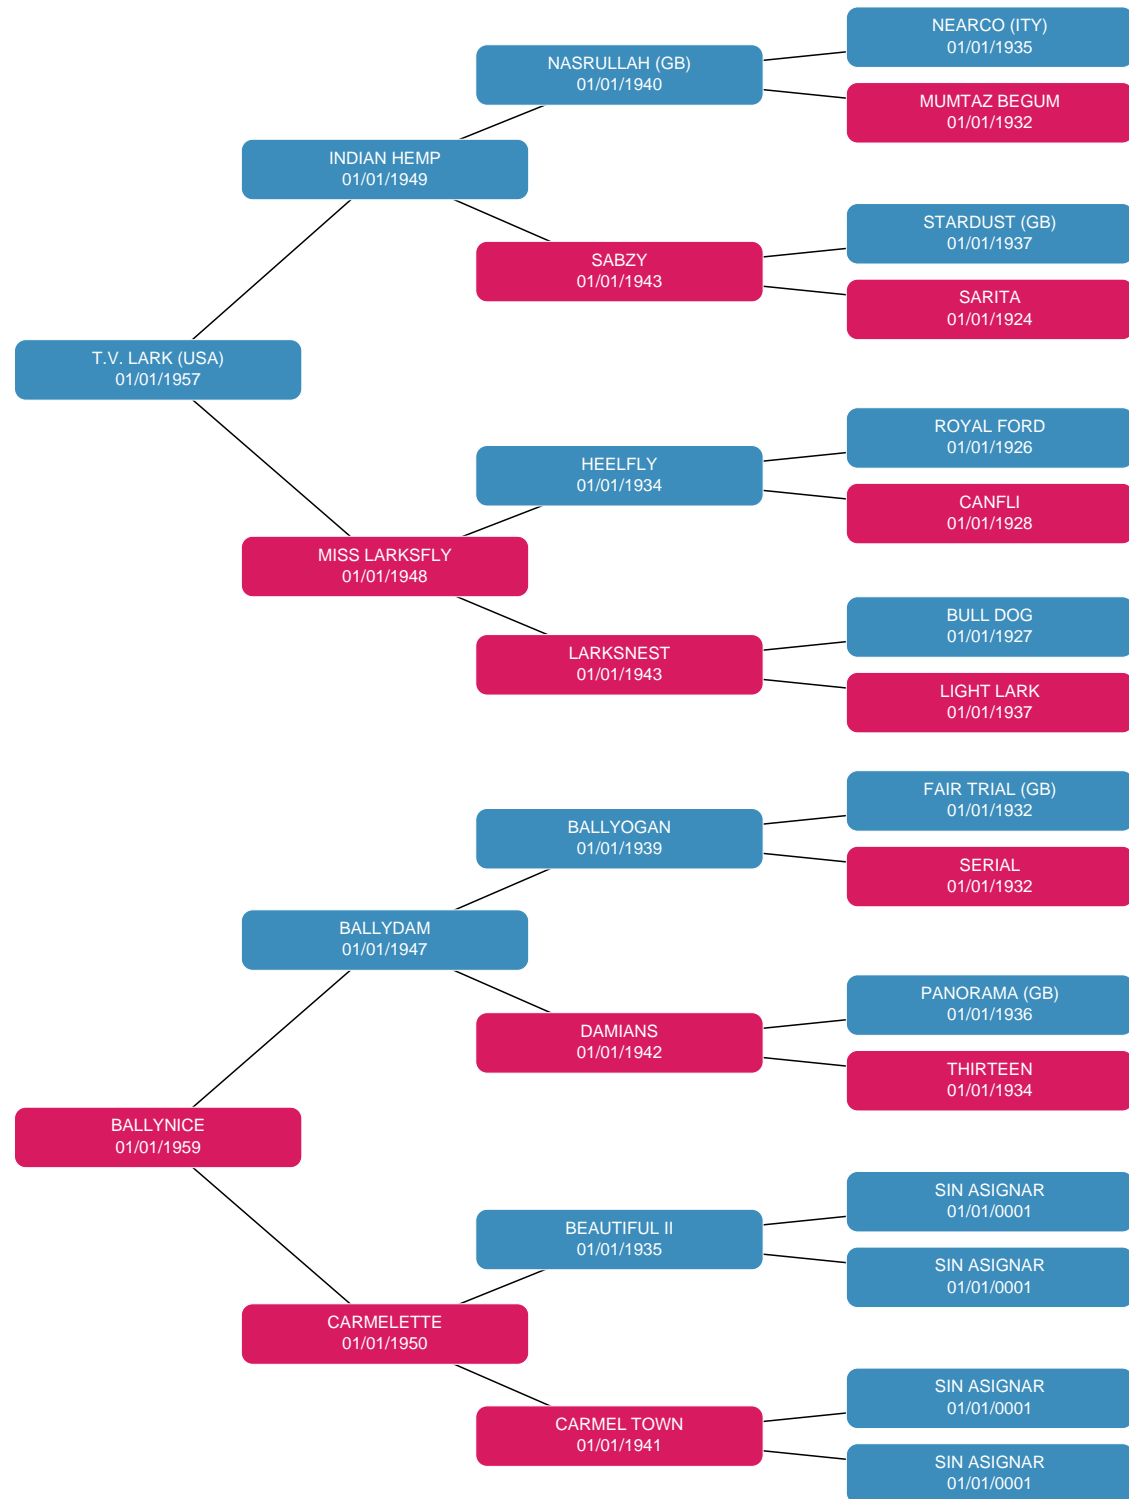 NEARCO (ITY)
01/01/1935
NASRULLAH (GB)
01/01/1940
MUMTAZ BEGUM
01/01/1932
INDIAN HEMP
01/01/1949
STARDUST (GB)
01/01/1937
SABZY
01/01/1943
SARITA
01/01/1924
T.V. LARK (USA)
01/01/1957
ROYAL FORD
01/01/1926
HEELFLY
01/01/1934
CANFLI
01/01/1928
MISS LARKSFLY
01/01/1948
BULL DOG
01/01/1927
LARKSNEST
01/01/1943
LIGHT LARK
01/01/1937
FAIR TRIAL (GB)
01/01/1932
BALLYOGAN
01/01/1939
SERIAL
01/01/1932
BALLYDAM
01/01/1947
PANORAMA (GB)
01/01/1936
DAMIANS
01/01/1942
THIRTEEN
01/01/1934
BALLYNICE
01/01/1959
SIN ASIGNAR
01/01/0001
BEAUTIFUL II
01/01/1935
SIN ASIGNAR
01/01/0001
CARMELETTE
01/01/1950
SIN ASIGNAR
01/01/0001
CARMEL TOWN
01/01/1941
SIN ASIGNAR
01/01/0001